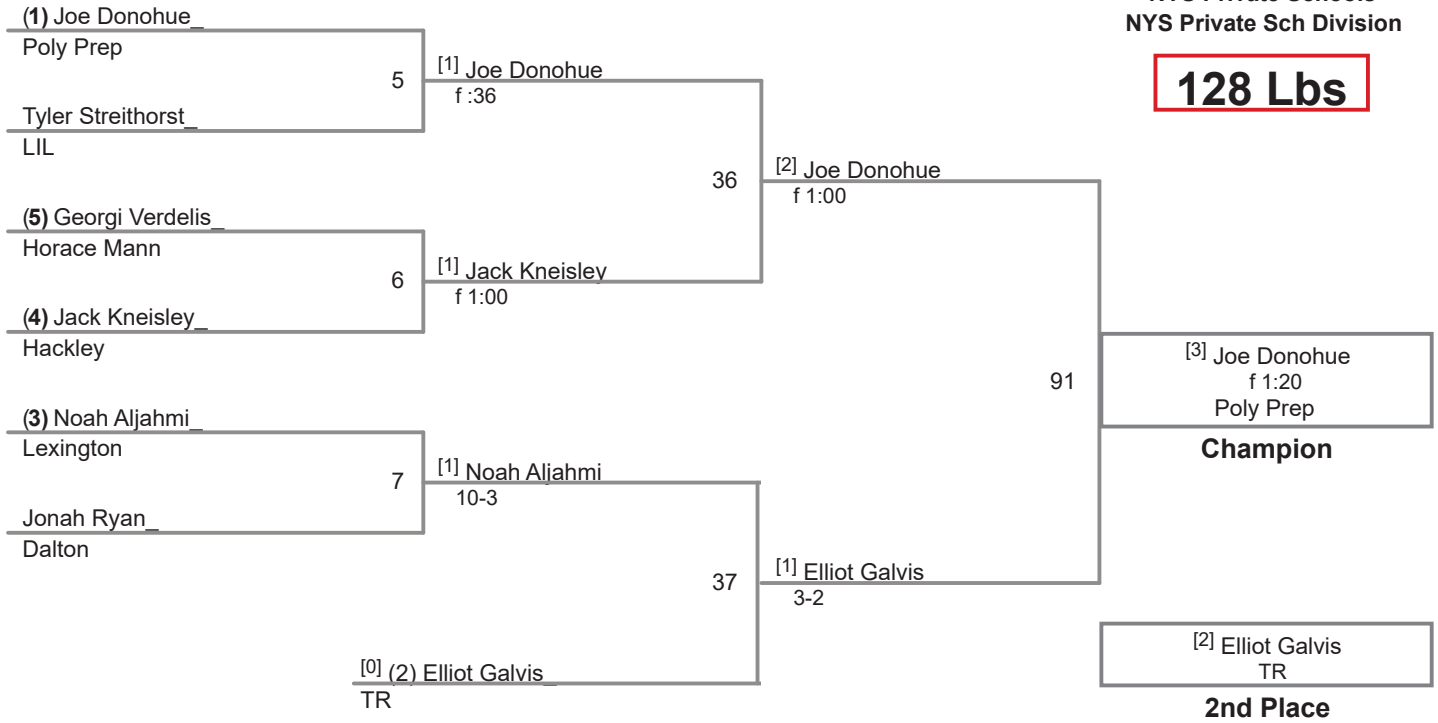 NYS Private Schools
NYS Private Sch Division
128 Lbs
(1) Joe Donohue_
Poly Prep
5
[1] Joe Donohue
f :36
Tyler Streithorst_
LIL
36
[2] Joe Donohue
f 1:00
(5) Georgi Verdelis_
Horace Mann
6
[1] Jack Kneisley
f 1:00
(4) Jack Kneisley_
Hackley
91
[3] Joe Donohue
f 1:20
Poly Prep
Champion
(3) Noah Aljahmi_
Lexington
7
[1] Noah Aljahmi
10-3
Jonah Ryan_
Dalton
37
[1] Elliot Galvis
3-2
[0] (2) Elliot Galvis_
TR
[2] Elliot Galvis
TR
2nd Place